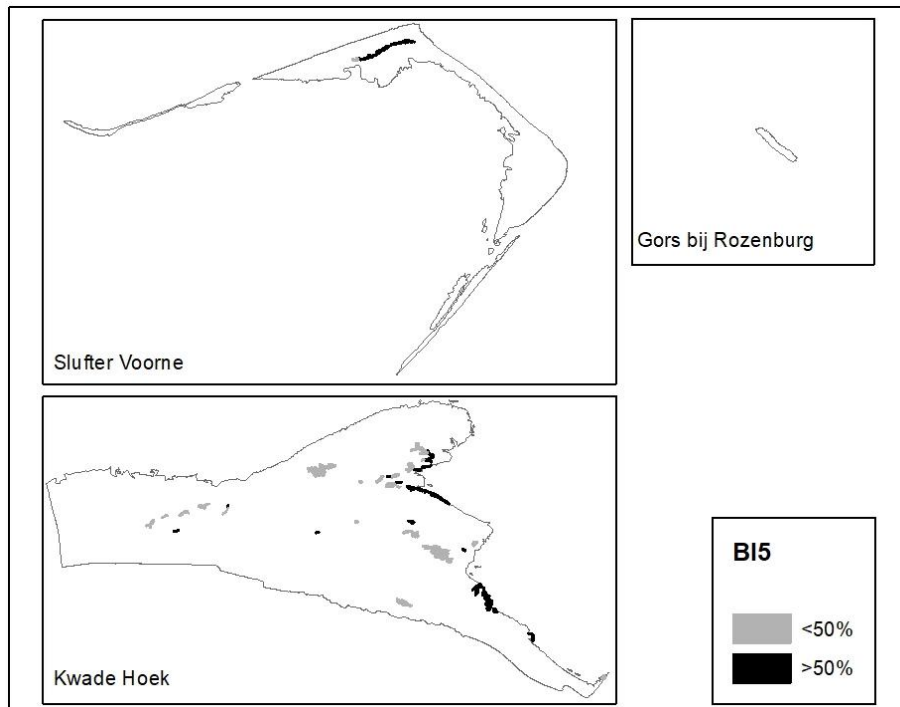 Slufter Voorne
Gors bij Rozenburg
Kwade Hoek
BI5
<50%
>50%